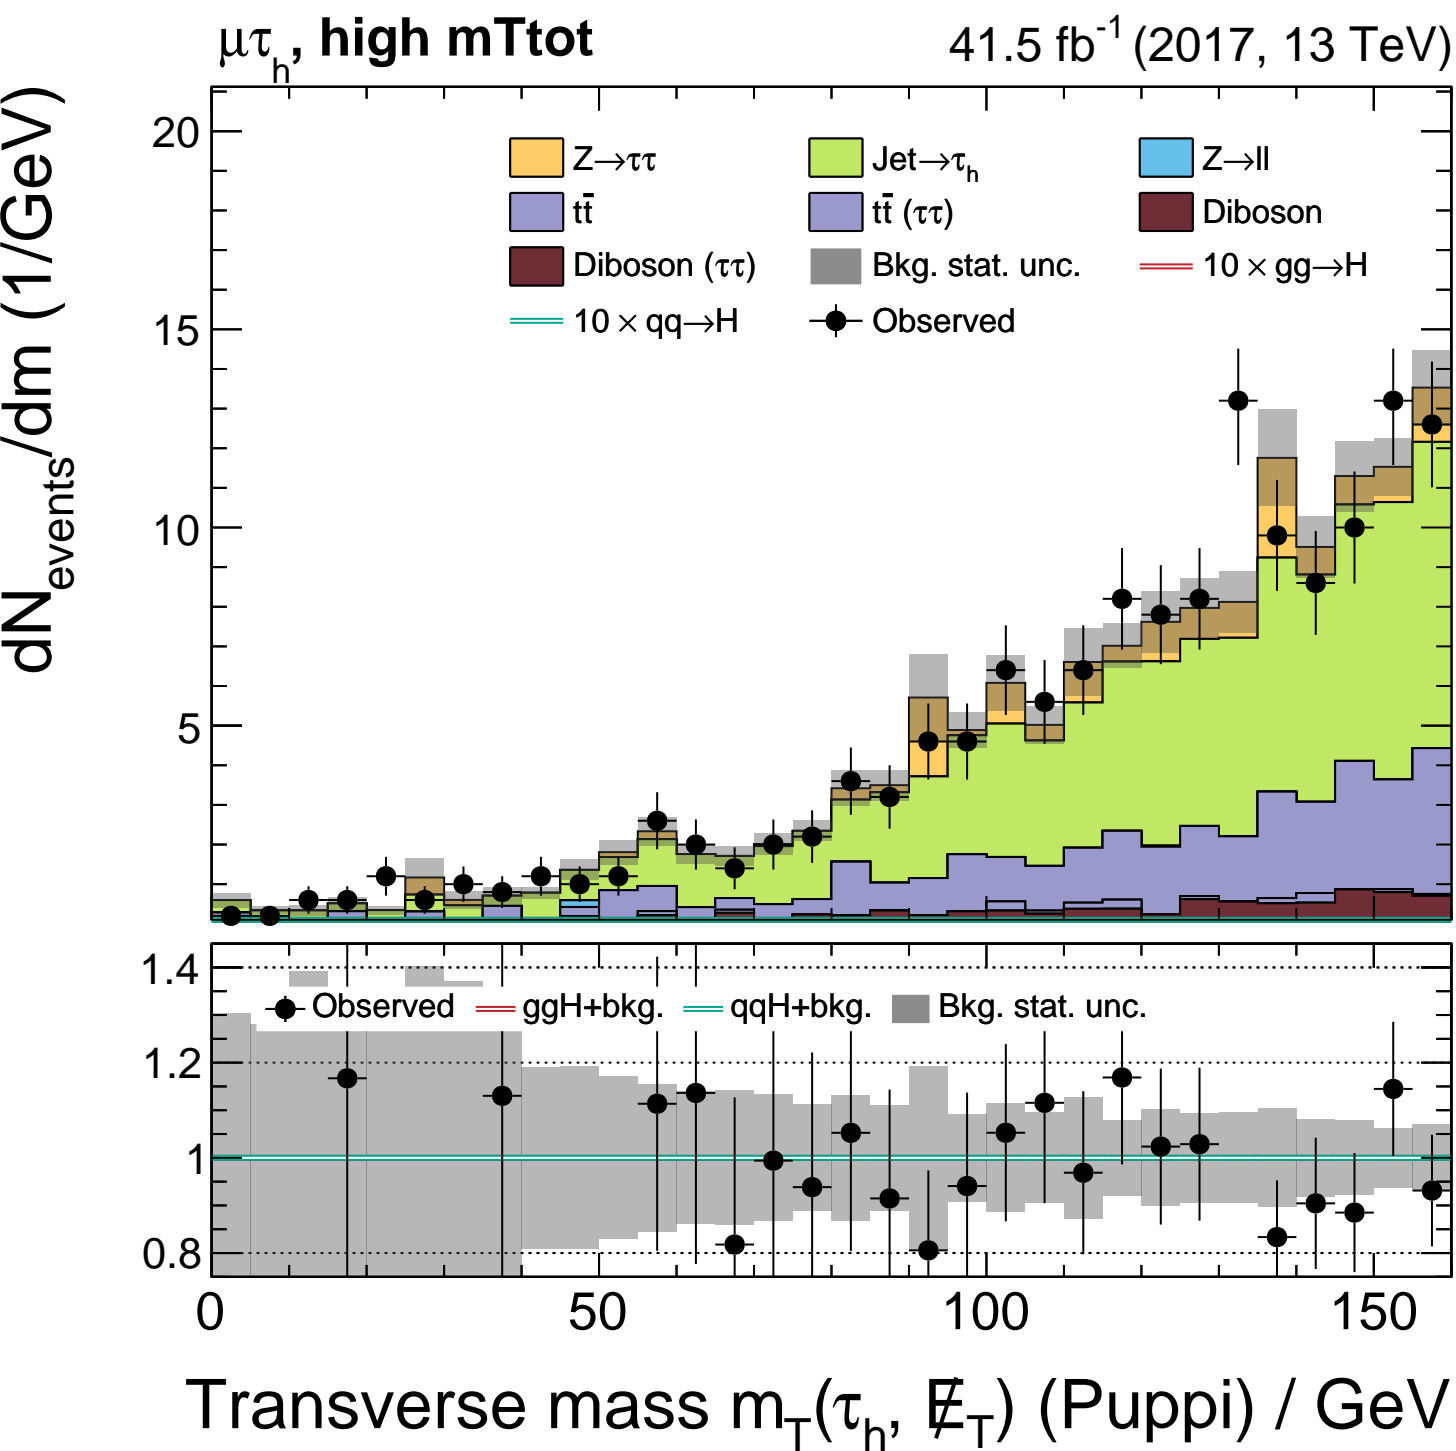 μτh, high mTtot 41.5 fb-1 (2017, 13 TeV)
dNevents/dm (1/GeV)
20
15
10
5
Z→ττ Jet→τh Z→ll
tt̄ tt̄ (ττ) Diboson
Diboson (ττ) Bkg. stat. unc. 10 × gg→H
10 × qq→H Observed
1.4
1.2
1
0.8
Observed ggH+bkg. qqH+bkg. Bkg. stat. unc.
0 50 100 150
Transverse mass mT(τh, E̸T) (Puppi) / GeV